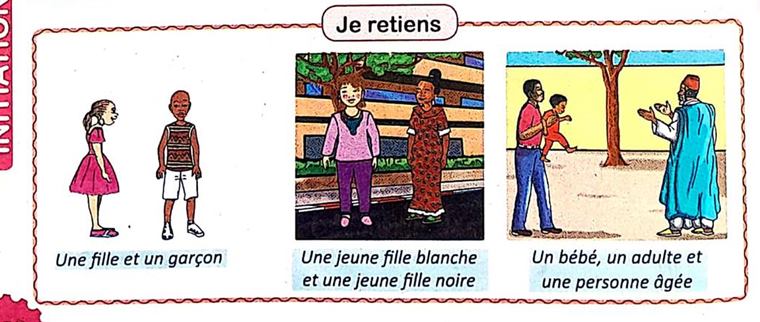 INITIATION
Je retiens
Une fille et un garçon
Une jeune fille blanche
et une jeune fille noire
Un bébé, un adulte et
une personne âgée